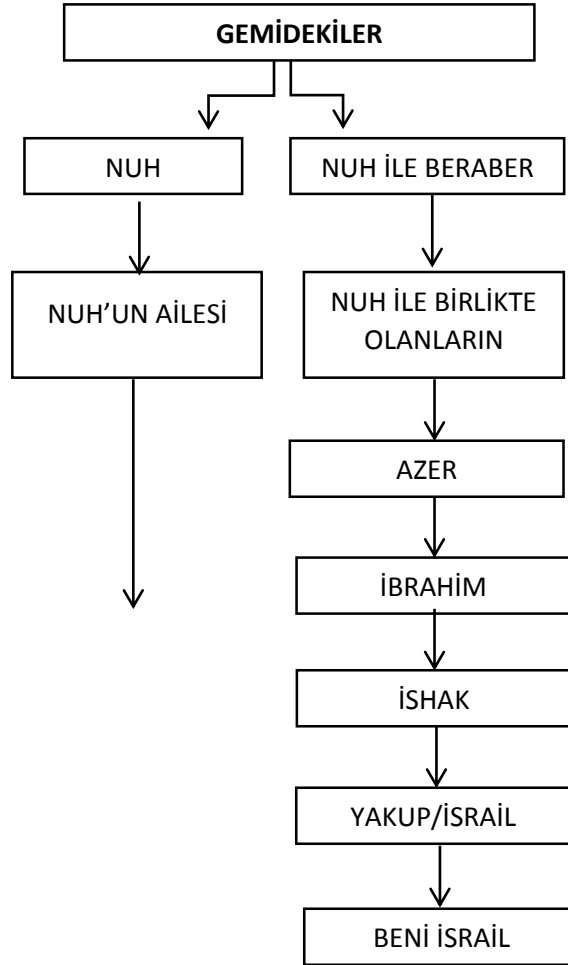 GEMİDEKİLER
NUH
NUH İLE BERABER
NUH’UN AİLESİ
NUH İLE BİRLİKTE
OLANLARIN
AZER
İBRAHİM
İSHAK
YAKUP/İSRAİL
BENİ İSRAİL